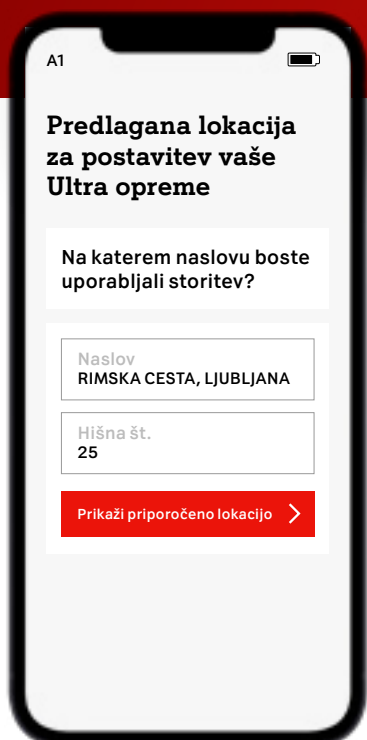 A1
Predlagana lokacija
za postavitev vaše
Ultra opreme
Na katerem naslovu boste
uporabljali storitev?
Naslov
RIMSKA CESTA, LJUBLJANA
Hišna št.
25
Prikaži priporočeno lokacijo